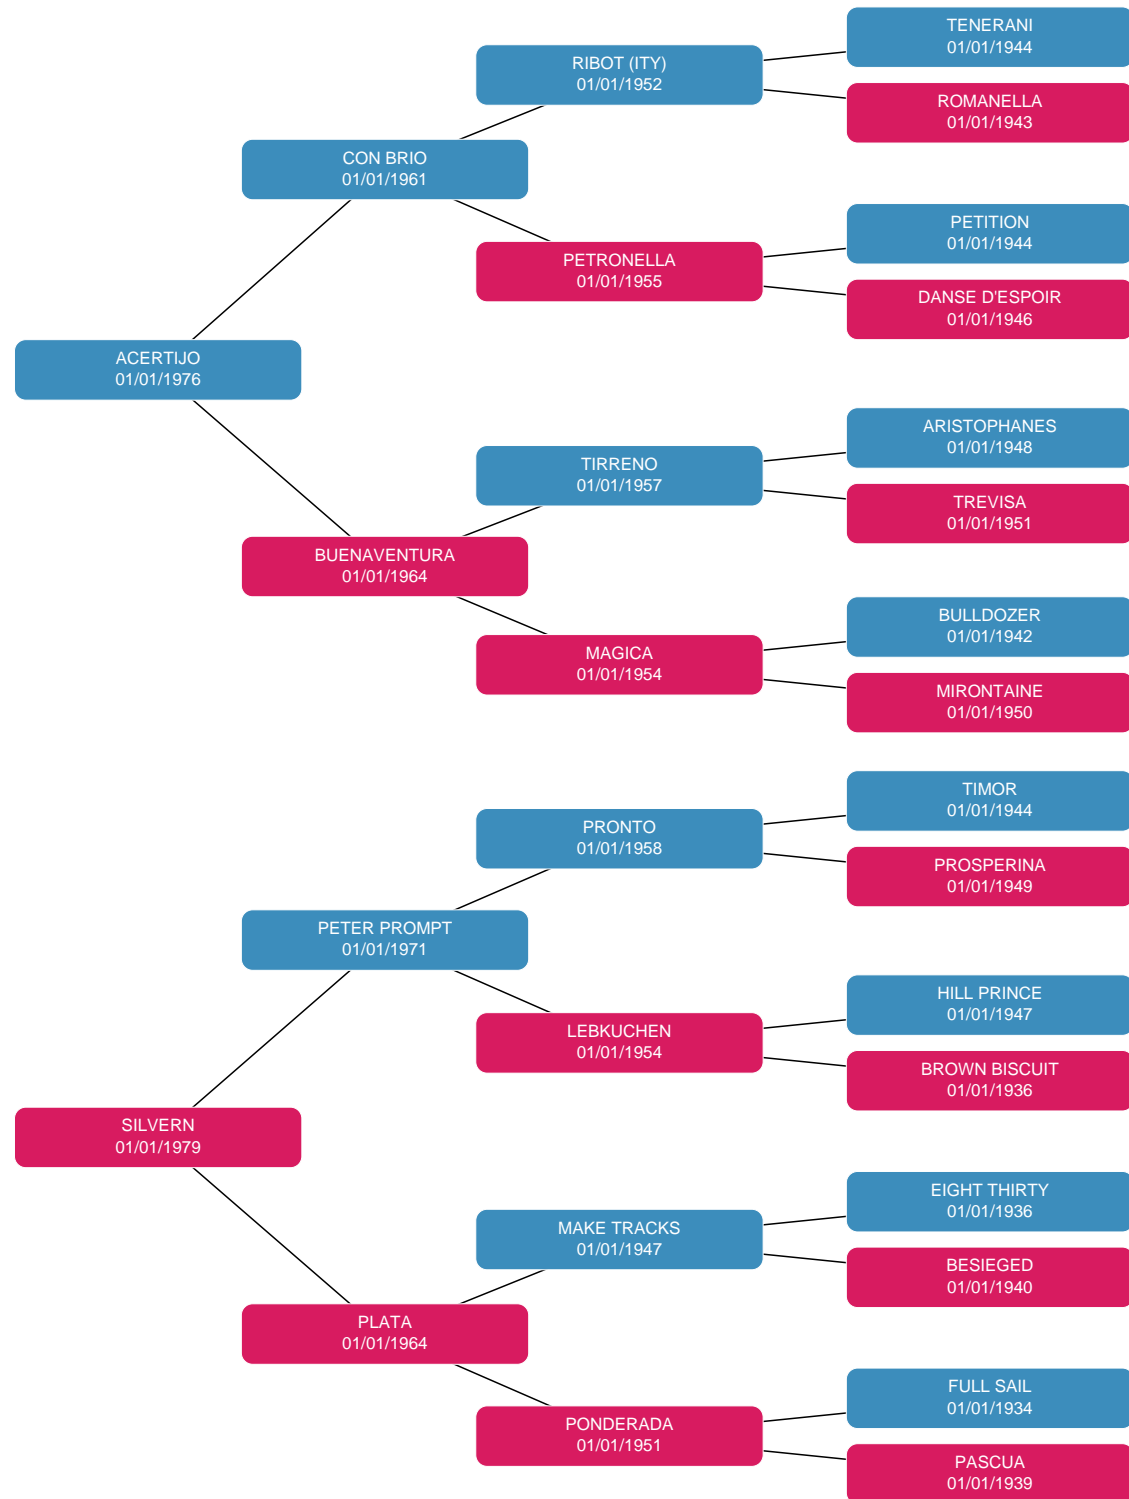 TENERANI
01/01/1944
RIBOT (ITY)
01/01/1952
ROMANELLA
01/01/1943
CON BRIO
01/01/1961
PETITION
01/01/1944
PETRONELLA
01/01/1955
DANSE D'ESPOIR
01/01/1946
ACERTIJO
01/01/1976
ARISTOPHANES
01/01/1948
TIRRENO
01/01/1957
TREVISA
01/01/1951
BUENAVENTURA
01/01/1964
BULLDOZER
01/01/1942
MAGICA
01/01/1954
MIRONTAINE
01/01/1950
TIMOR
01/01/1944
PRONTO
01/01/1958
PROSPERINA
01/01/1949
PETER PROMPT
01/01/1971
HILL PRINCE
01/01/1947
LEBKUCHEN
01/01/1954
BROWN BISCUIT
01/01/1936
SILVERN
01/01/1979
EIGHT THIRTY
01/01/1936
MAKE TRACKS
01/01/1947
BESIEGED
01/01/1940
PLATA
01/01/1964
FULL SAIL
01/01/1934
PONDERADA
01/01/1951
PASCUA
01/01/1939